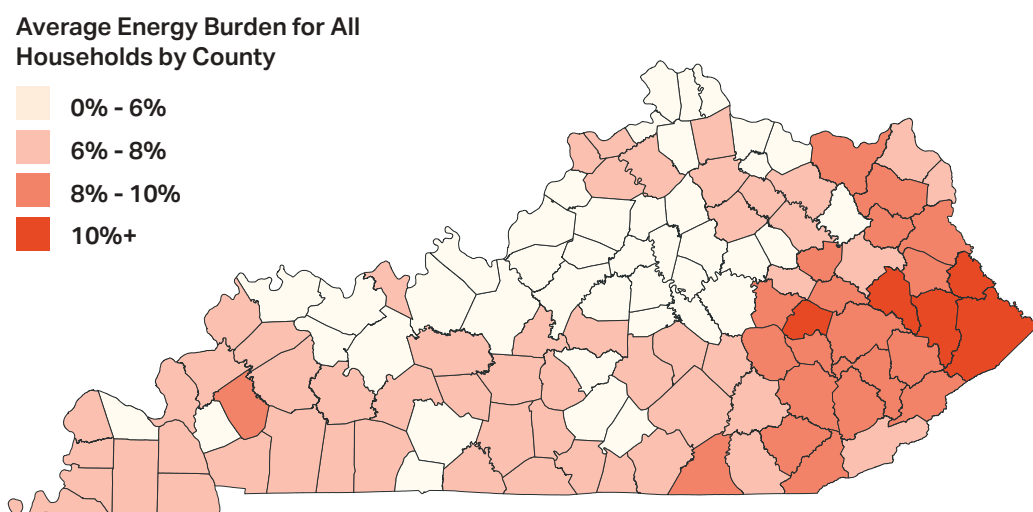 Average Energy Burden for All
Households by County
0% - 6%
6% - 8%
8% - 10%
10%+